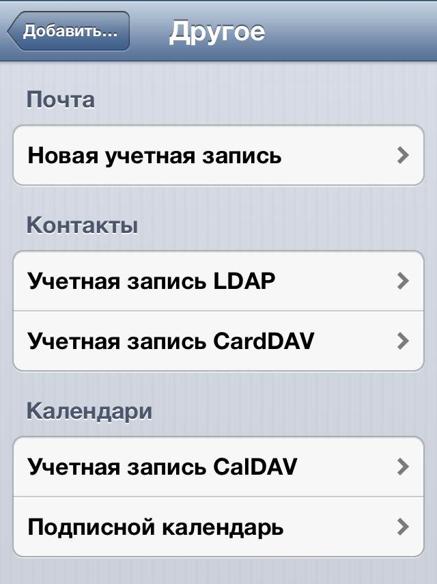 Добавить...
Другое
Почта
Новая учетная запись
Контакты
Учетная запись LDAP
Учетная запись CardDAV
Календари
Учетная запись CalDAV
Подписной календарь